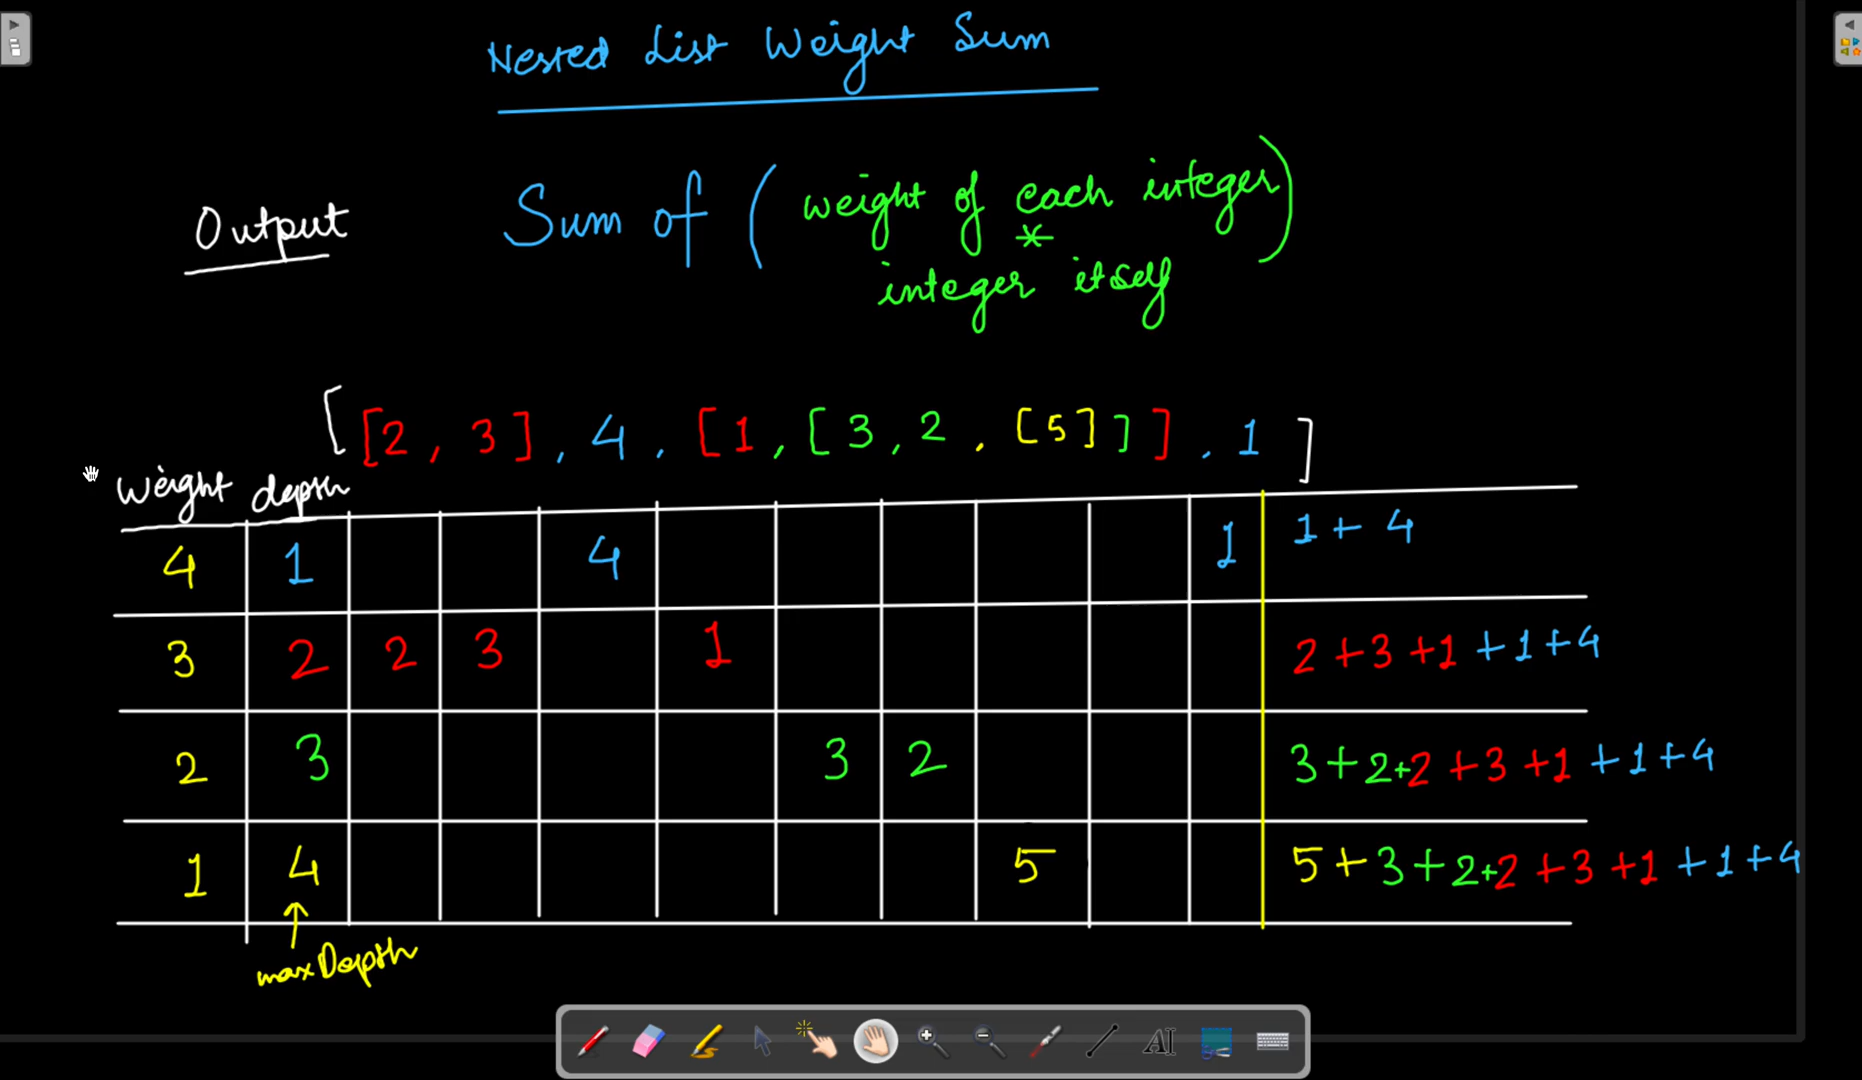 Nested List Weight Sum
Output Sum of ( weight of each integer )
*
integer itself
[ [ 2 , 3 ] , 4 , [ 1 , [ 3 , 2 , [ 5 ] ] ] , 1 ]
Weight depth
4 1 4 1 1 + 4
3 2 2 3 1 2 + 3 + 1 + 1 + 4
2 3 3 2 3 + 2 + 2 + 3 + 1 + 1 + 4
1 4 5 5 + 3 + 2 + 2 + 3 + 1 + 1 + 4
↑
maxDepth
AI